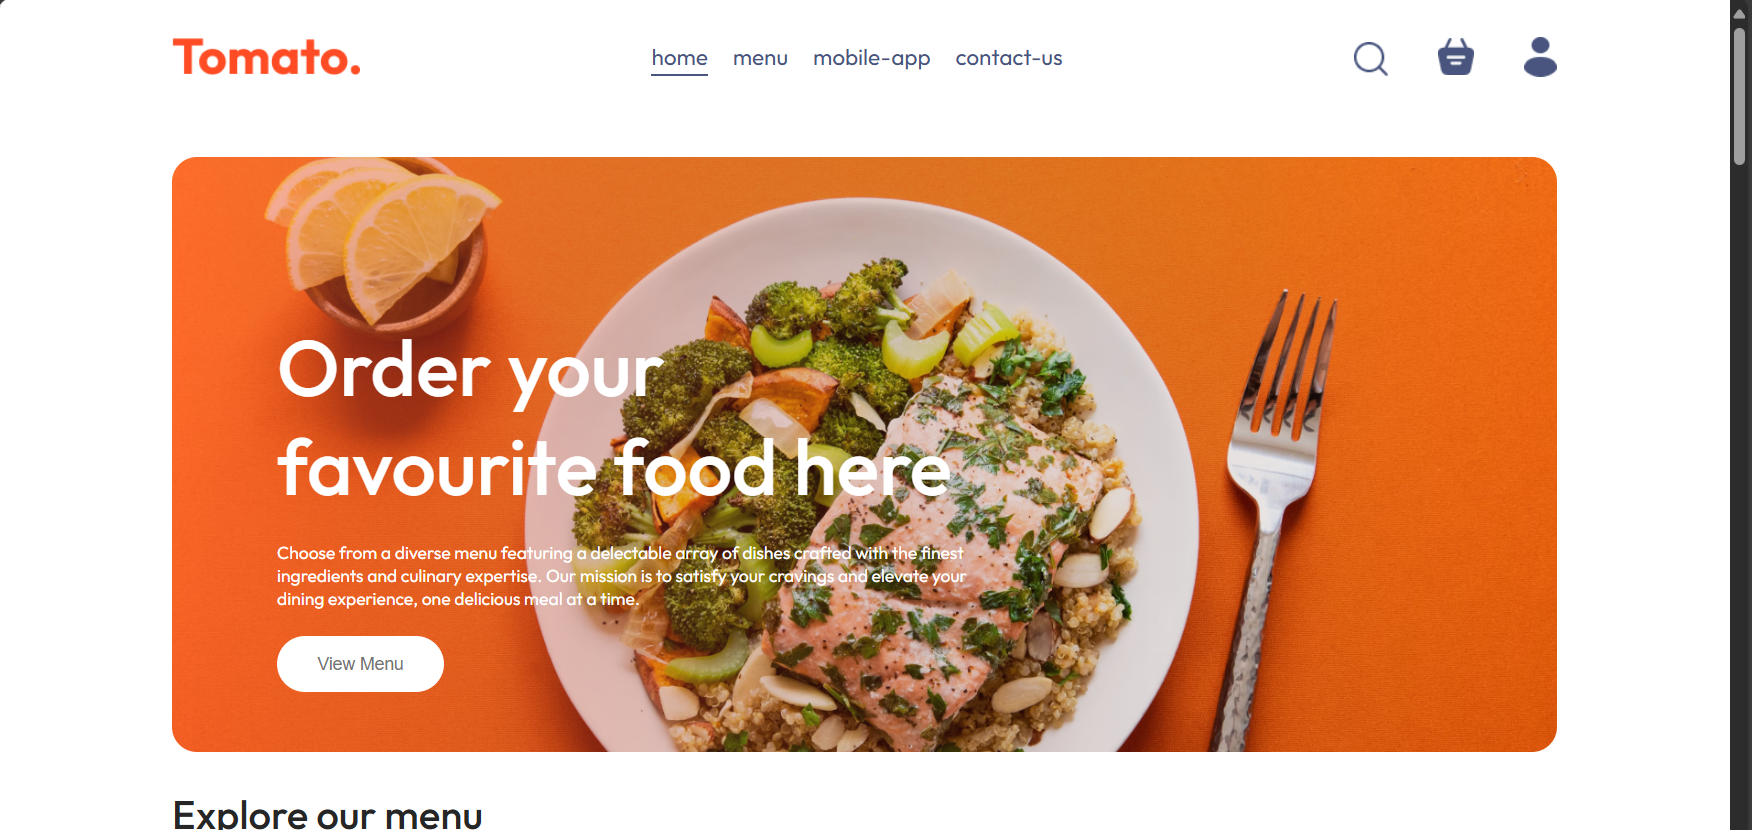 Tomato.
home menu mobile-app contact-us
Order your
favourite food here
Choose from a diverse menu featuring a delectable array of dishes crafted with the finest
ingredients and culinary expertise. Our mission is to satisfy your cravings and elevate your
dining experience, one delicious meal at a time.
View Menu
Explore our menu